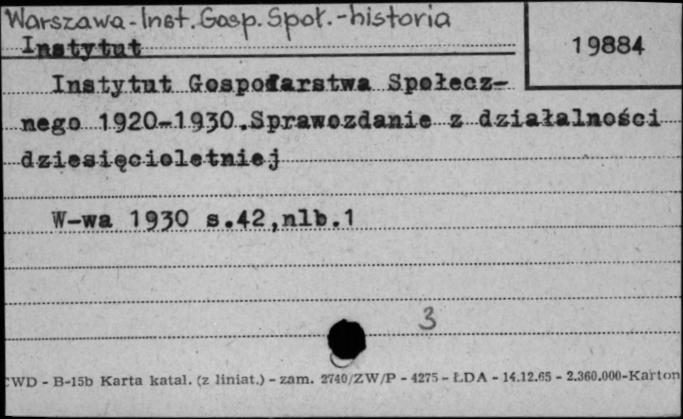 Warszawa - Inst. Gosp. Społ. - historia
Instytut
19884
Instytut Gospodarstwa Społecz-
nego 1920-1930.Sprawozdanie z działalności
dziesięcioletniej
W-wa 1930 s.42,nlb.1
3
CWD - B-15b Karta katal. (z liniat.) - zam. 2740/ZW/P - 4275 - ŁDA - 14.12.65 - 2.360.000-Karton